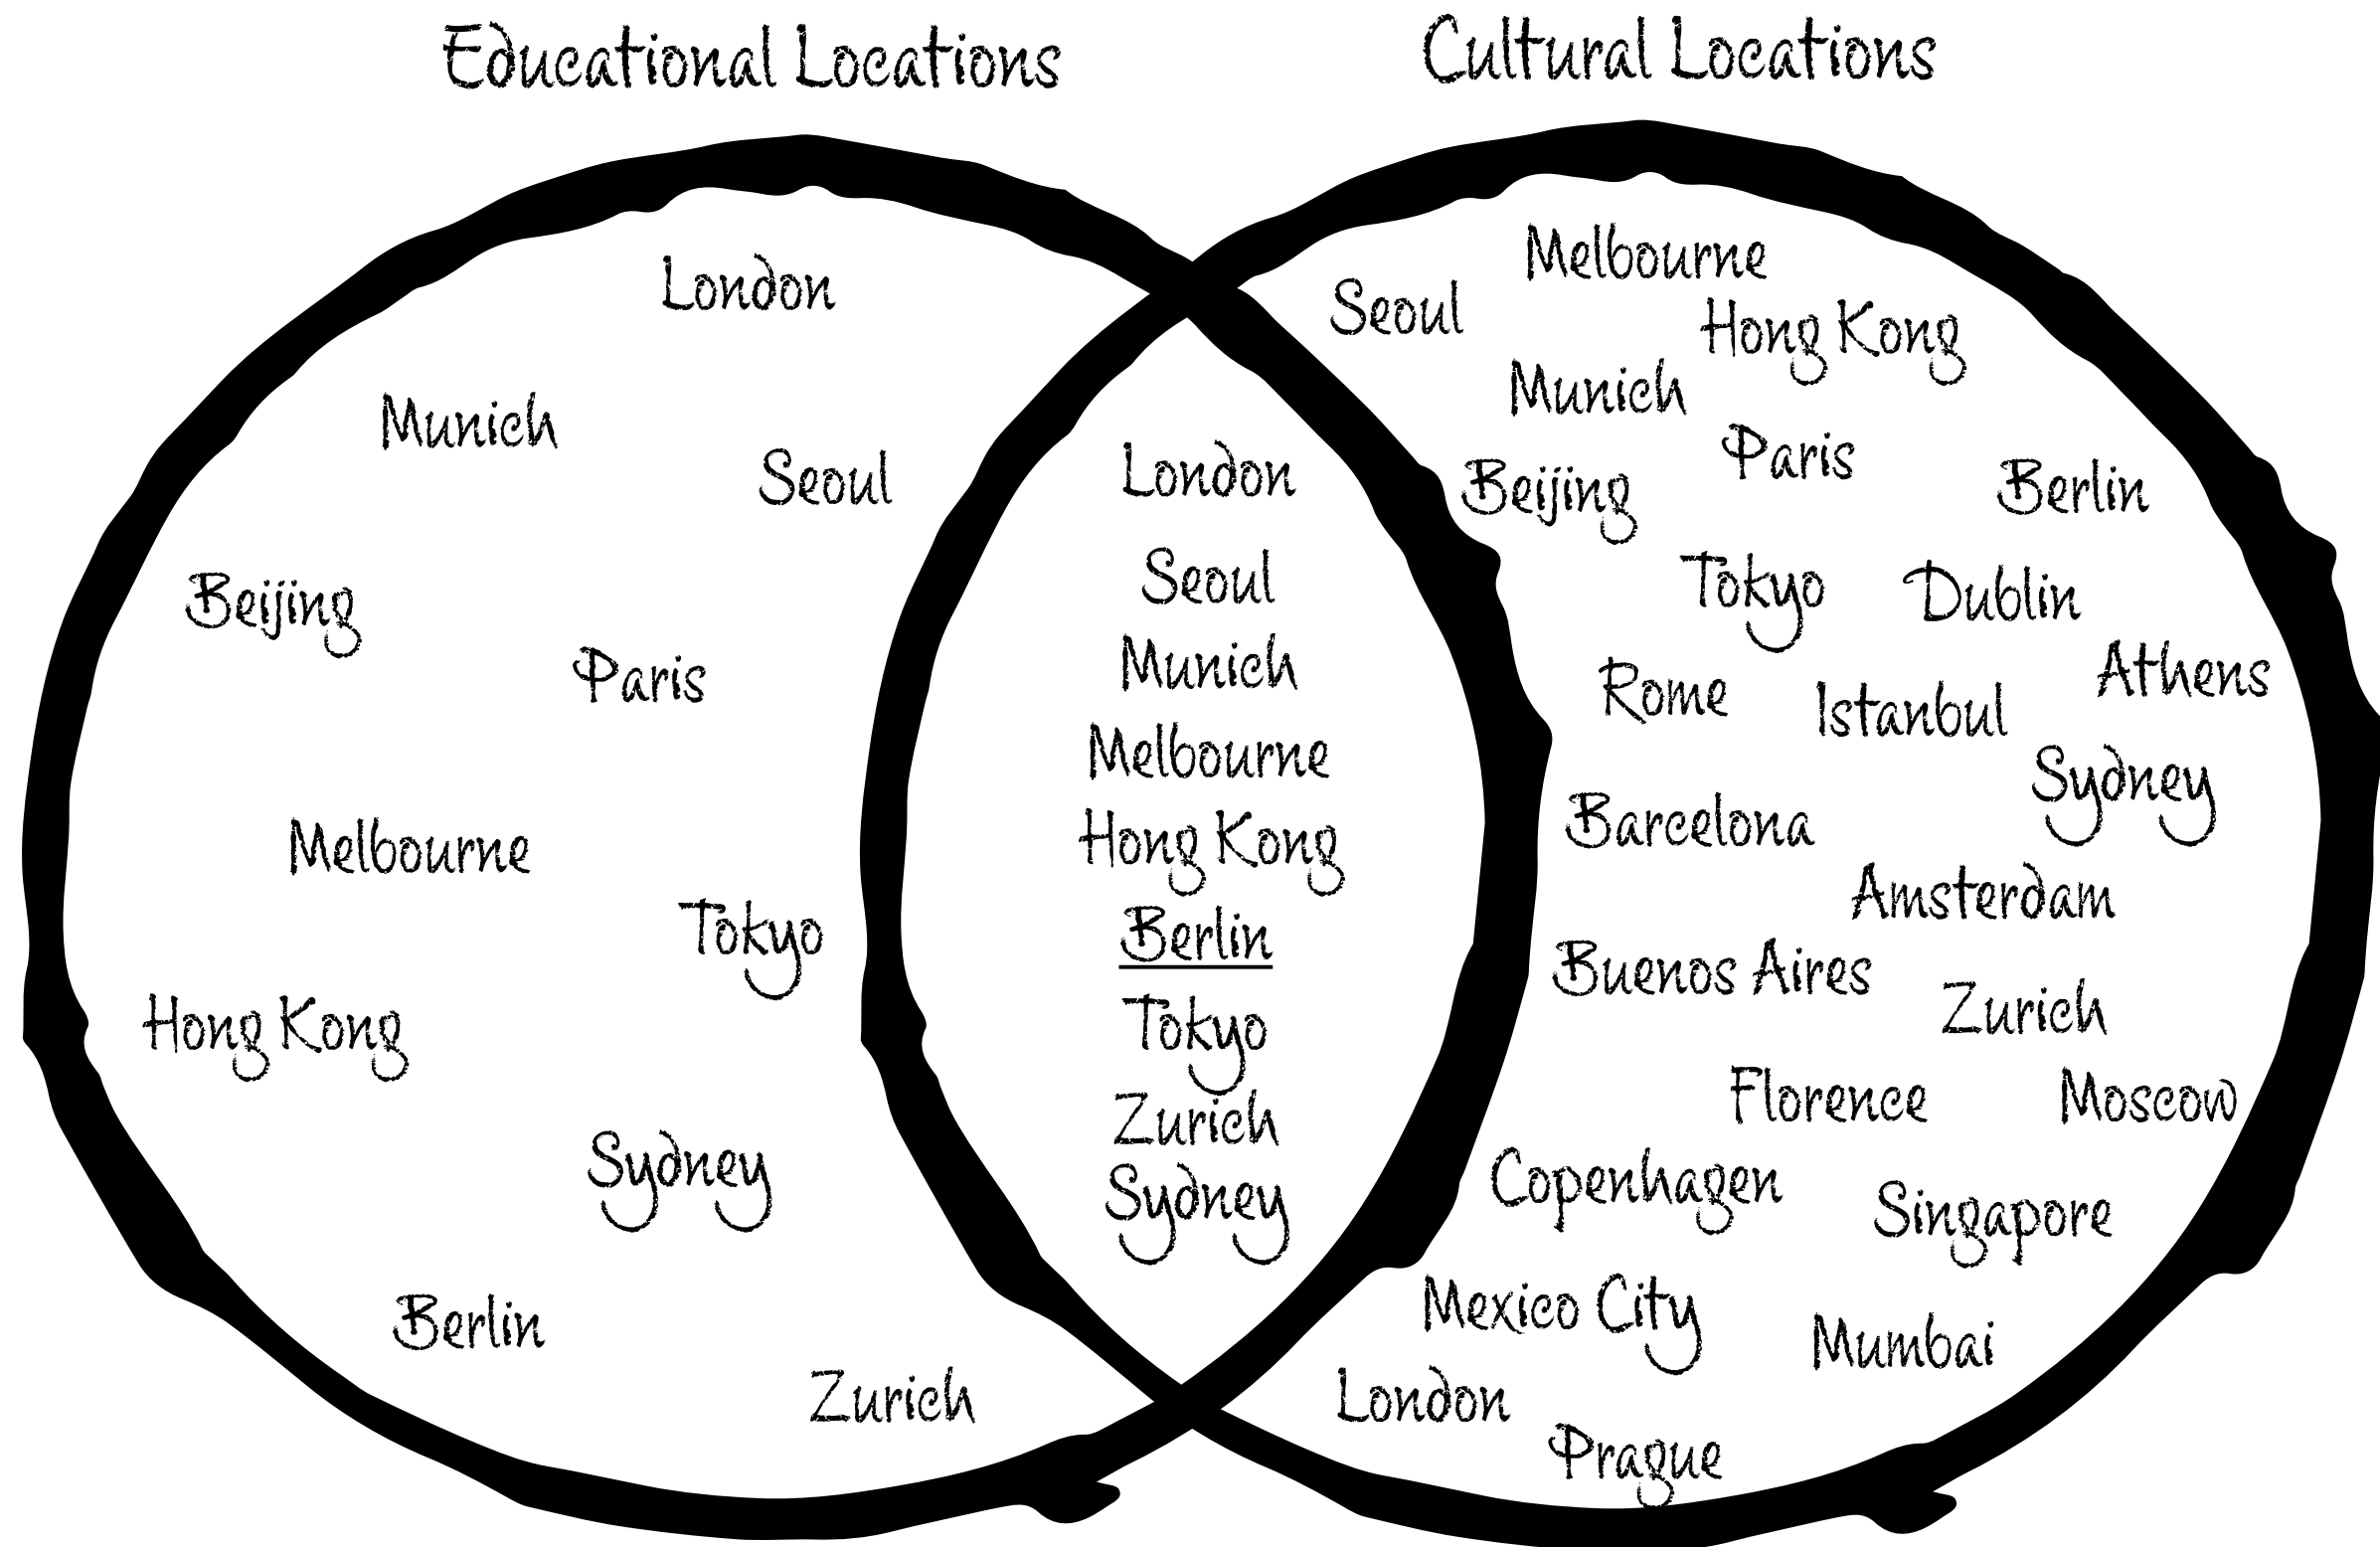 Educational Locations
Cultural Locations
London
Munich
Seoul
Beijing
Paris
Melbourne
Tokyo
Hong Kong
Sydney
Berlin
Zurich
London
Seoul
Munich
Melbourne
Hong Kong
Berlin
Tokyo
Zurich
Sydney
Melbourne
Seoul
Hong Kong
Munich
Paris
Beijing
Berlin
Tokyo
Dublin
Athens
Rome
Istanbul
Sydney
Barcelona
Amsterdam
Buenos Aires
Zurich
Florence
Moscow
Copenhagen
Singapore
Mexico City
Mumbai
London
Prague